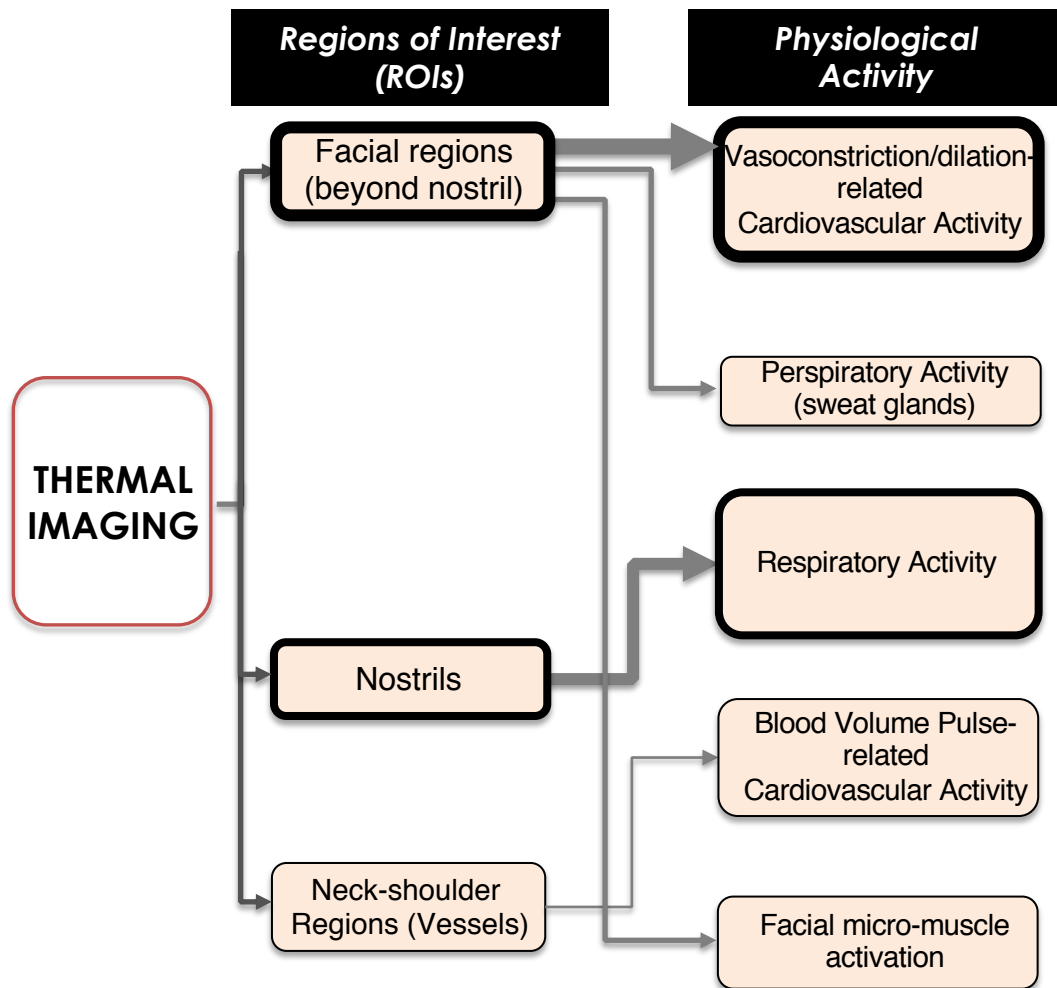 Regions of Interest
(ROIs)
Physiological
Activity
Facial regions
(beyond nostril)
Vasoconstriction/dilation-
related
Cardiovascular Activity
Perspiratory Activity
(sweat glands)
THERMAL
IMAGING
Respiratory Activity
Nostrils
Blood Volume Pulse-
related
Cardiovascular Activity
Neck-shoulder
Regions (Vessels)
Facial micro-muscle
activation